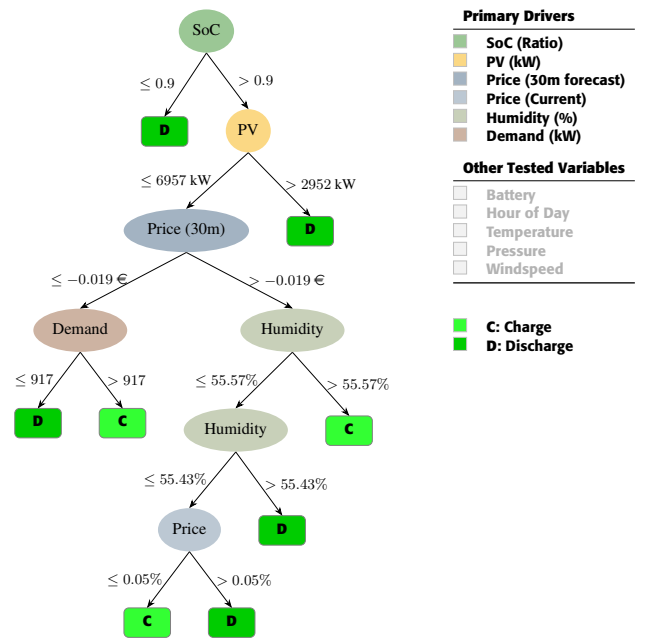 SoC
≤ 0.9
> 0.9
D
PV
≤ 6957 kW
> 2952 kW
Price (30m)
D
≤ −0.019 €
> −0.019 €
Demand
Humidity
≤ 917
> 917
≤ 55.57%
> 55.57%
D
C
Humidity
C
≤ 55.43%
> 55.43%
Price
D
≤ 0.05%
> 0.05%
C
D
Primary Drivers
SoC (Ratio)
PV (kW)
Price (30m forecast)
Price (Current)
Humidity (%)
Demand (kW)
Other Tested Variables
Battery
Hour of Day
Temperature
Pressure
Windspeed
C: Charge
D: Discharge